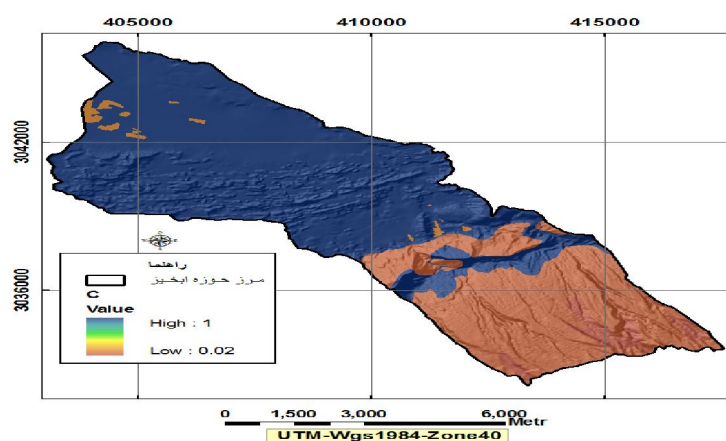 405000 410000 415000
3042000
3036000
راهنما
مرز حوزه ابخیز
C
Value
High : 1
Low : 0.02
0 1,500 3,000 6,000 Metr
UTM-Wgs1984-Zone40